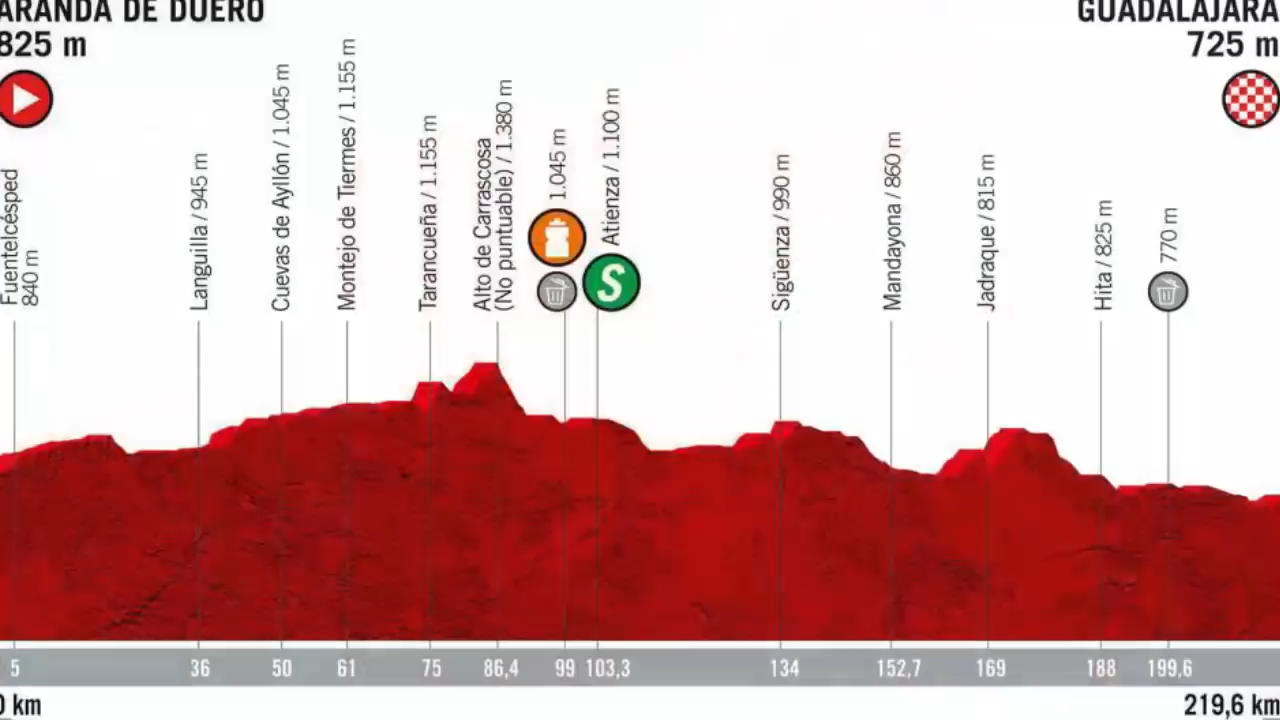 ARANDA DE DUERO
825 m
GUADALAJARA
725 m
Fuentelcésped
840 m
Languilla / 945 m
Cuevas de Ayllón / 1.045 m
Montejo de Tiermes / 1.155 m
Tarancueña / 1.155 m
Alto de Carrascosa
(No puntuable) / 1.380 m
1.045 m
S
Atienza / 1.100 m
Sigüenza / 990 m
Mandayona / 860 m
Jadraque / 815 m
Hita / 825 m
770 m
5 36 50 61 75 86,4 99 103,3 134 152,7 169 188 199,6
0 km
219,6 km